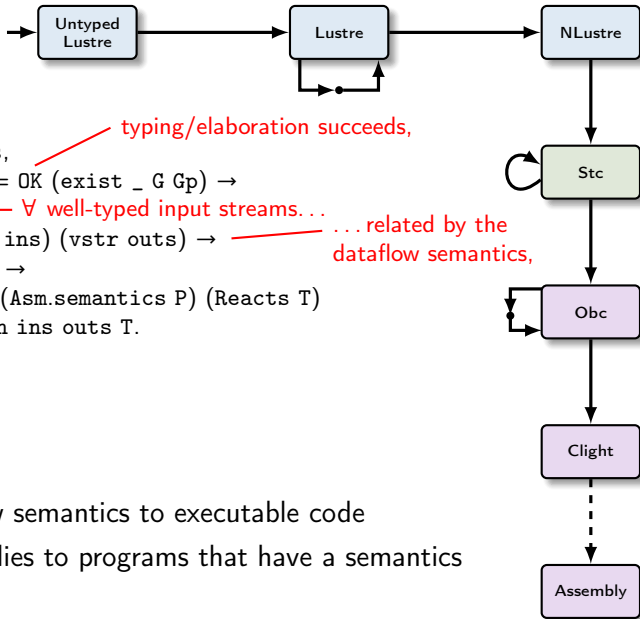 Untyped
Lustre
Lustre
NLustre
typing/elaboration succeeds,
= OK (exist _ G Gp) →
∀ well-typed input streams...
ins) (vstr outs) →
...related by the
dataflow semantics,
→
(Asm.semantics P) (Reacts T)
ins outs T.
Stc
Obc
Clight
semantics to executable code
to programs that have a semantics
Assembly